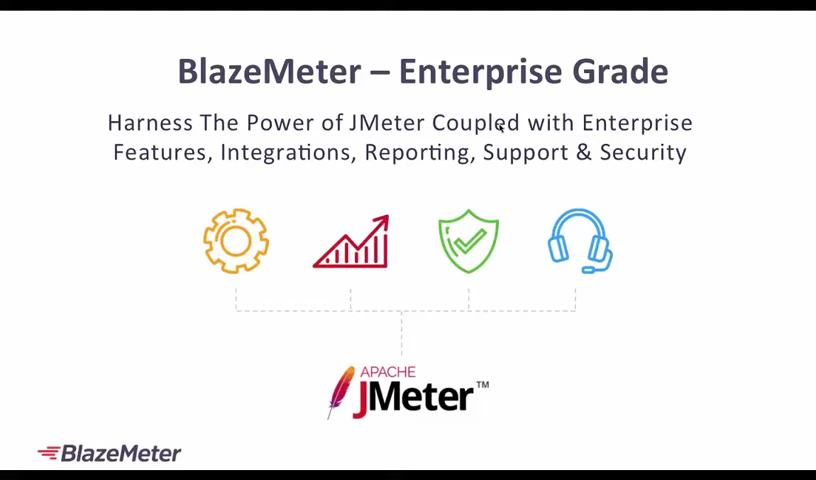 BlazeMeter – Enterprise Grade
Harness The Power of JMeter Coupled with Enterprise
Features, Integrations, Reporting, Support & Security
APACHE
JMeter™
BlazeMeter